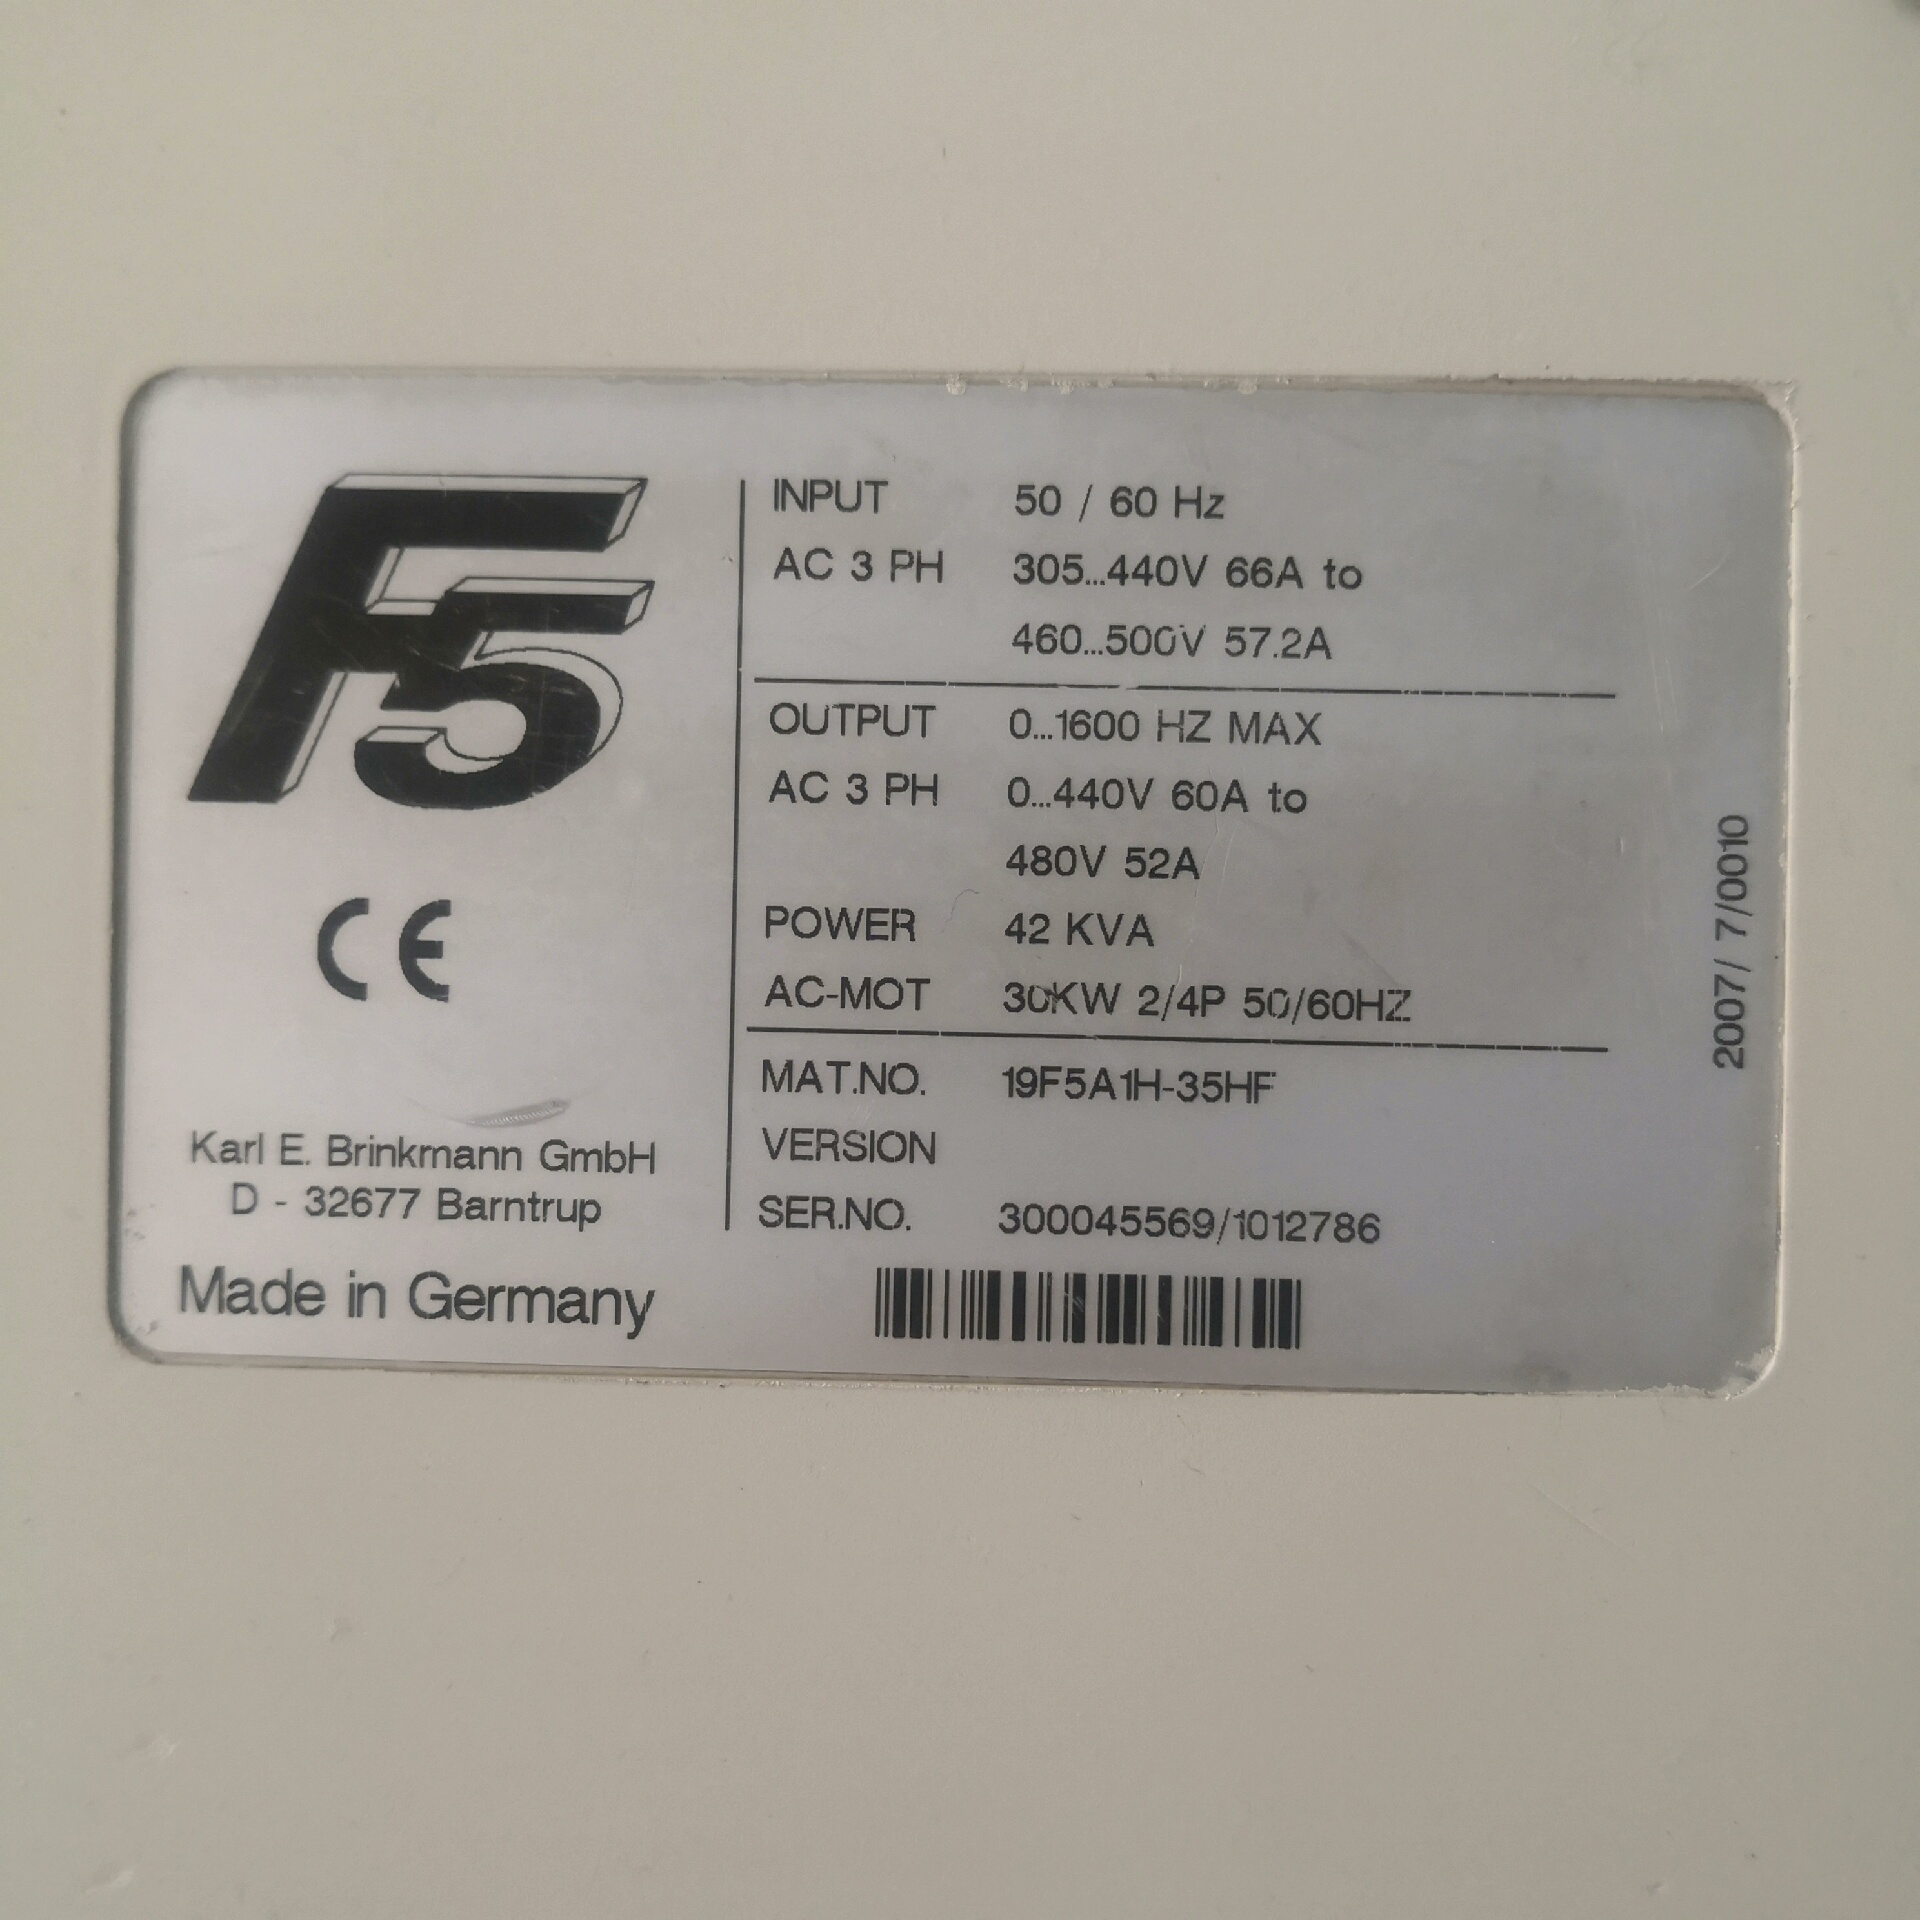 F5
CE
Karl E. Brinkmann GmbH
D - 32677 Barntrup
Made in Germany
INPUT 50 / 60 Hz
AC 3 PH 305...440V 66A to
460...500V 57.2A
OUTPUT 0...1600 HZ MAX
AC 3 PH 0...440V 60A to
480V 52A
POWER 42 KVA
AC-MOT 30KW 2/4P 50/60HZ
MAT.NO. 19F5A1H-35HF
VERSION
SER.NO. 300045569/1012786
2007/ 7/0010